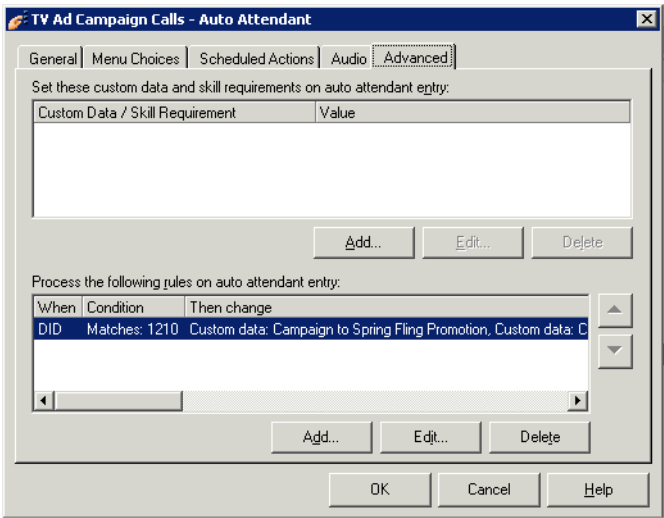 TV Ad Campaign Calls - Auto Attendant
General Menu Choices Scheduled Actions Audio Advanced
Set these custom data and skill requirements on auto attendant entry:
Custom Data / Skill Requirement Value
Add... Edit... Delete
Process the following rules on auto attendant entry:
When Condition Then change
DID Matches: 1210 Custom data: Campaign to Spring Fling Promotion, Custom data: C
Add... Edit... Delete
OK Cancel Help